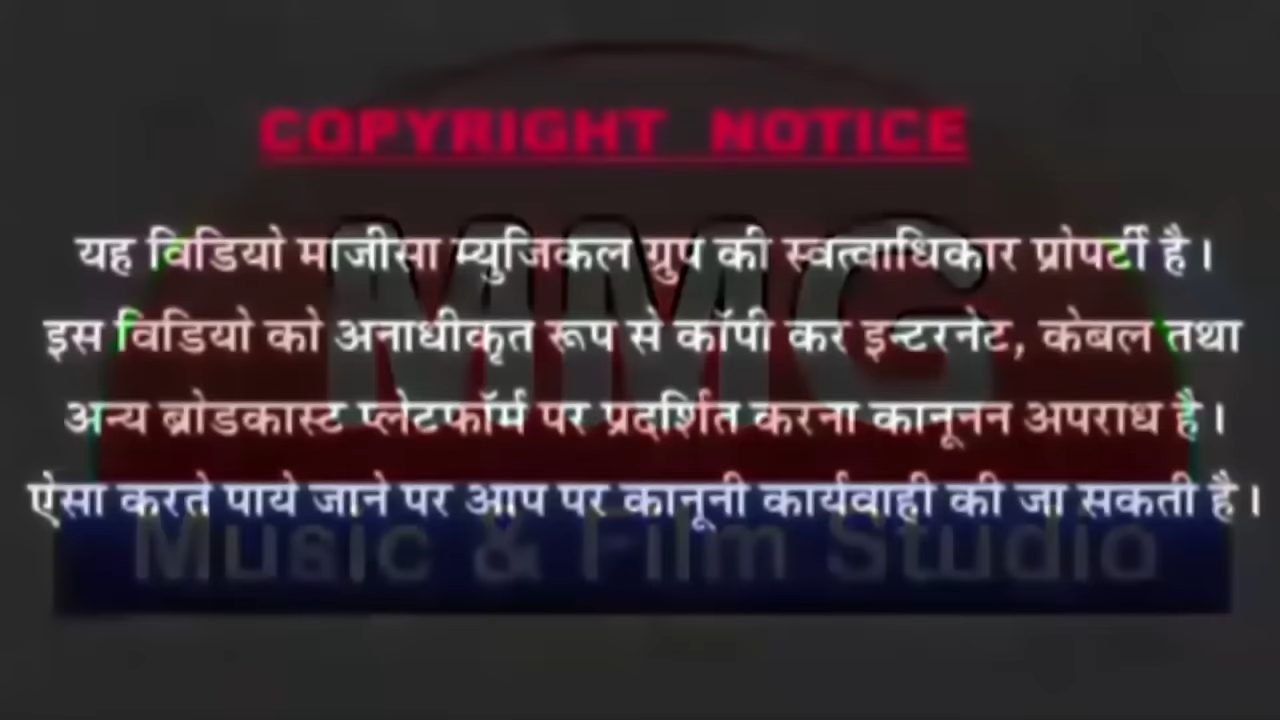 COPYRIGHT NOTICE
यह विडियो माजीसा म्युजिकल ग्रुप की स्वत्वाधिकार प्रोपर्टी है।
इस विडियो को अनाधीकृत रूप से कॉपी कर इन्टरनेट, केबल तथा
अन्य ब्रोडकास्ट प्लेटफॉर्म पर प्रदर्शित करना कानूनन अपराध है।
ऐसा करते पाये जाने पर आप पर कानूनी कार्यवाही की जा सकती है।
MMG
Music & Film Studio